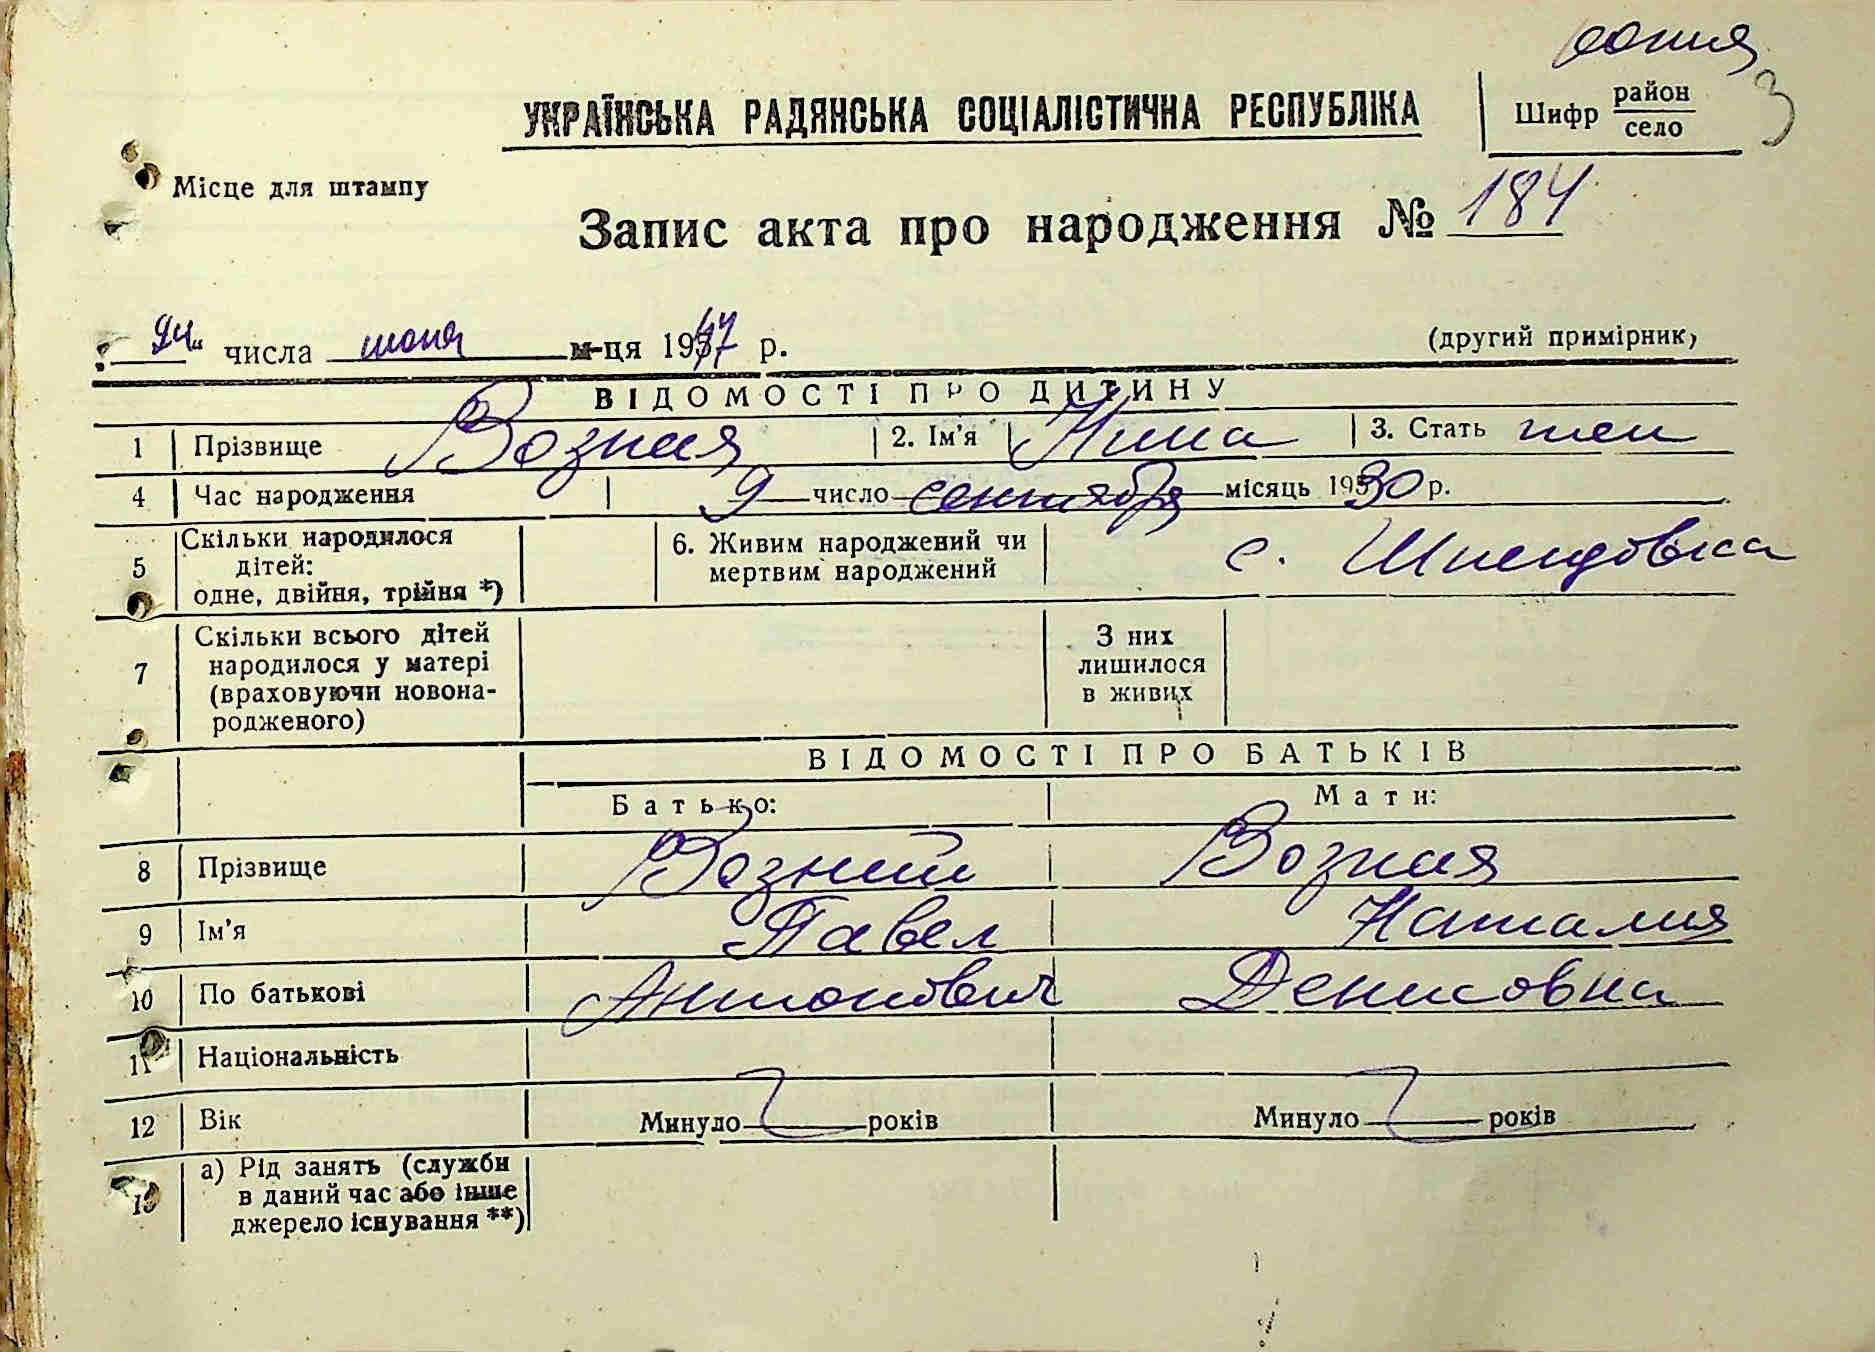 копия
УКРАЇНСЬКА РАДЯНСЬКА СОЦІАЛІСТИЧНА РЕСПУБЛІКА
Шифр район село
3
Місце для штампу
Запис акта про народження № 184
24" числа июня м-ця 1947 р.
(другий примірник)
ВІДОМОСТІ ПРО ДИТИНУ
1 Прізвище Возная 2. Ім'я Нина 3. Стать жен
4 Час народження 9 число сентября місяць 1930 р.
5 Скільки народилося дітей: одне, двійня, трійня *) 6. Живим народжений чи мертвим народжений с. Шпендовка
7 Скільки всього дітей народилося у матері (враховуючи новонародженого) З них лишилося в живих
ВІДОМОСТІ ПРО БАТЬКІВ
Батько: Мати:
8 Прізвище Возний Возная
9 Ім'я Павел Наталия
10 По батькові Антонович Денисовна
11 Національність
12 Вік Минуло років Минуло років
13 а) Рід занять (служби в даний час або інше джерело існування **)